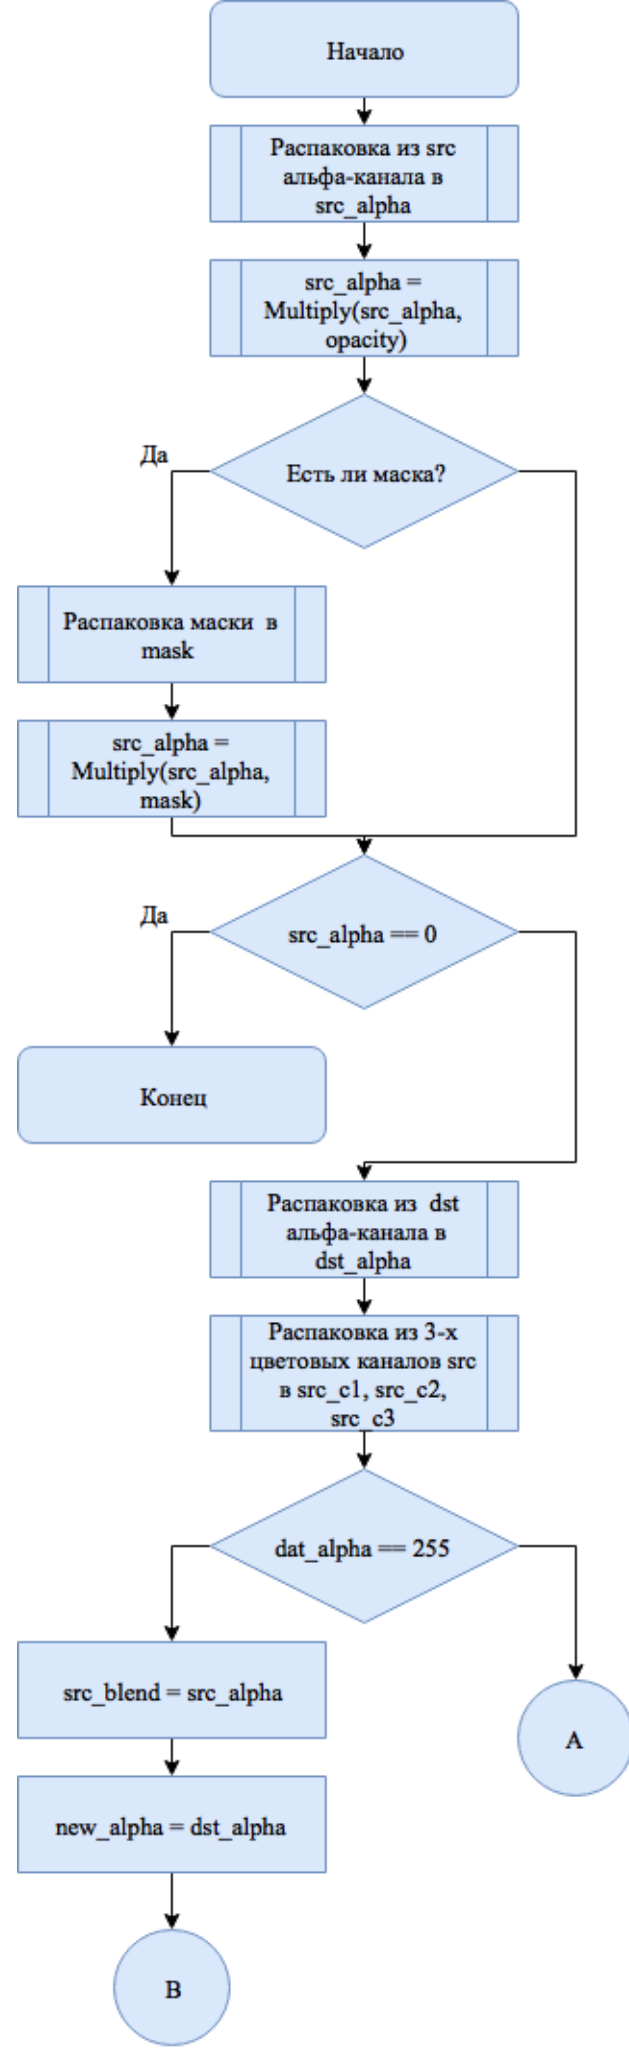 Начало
Распаковка из src
альфа-канала в
src_alpha
src_alpha =
Multiply(src_alpha,
opacity)
Да
Есть ли маска?
Распаковка маски в
mask
src_alpha =
Multiply(src_alpha,
mask)
Да
src_alpha == 0
Конец
Распаковка из dst
альфа-канала в
dst_alpha
Распаковка из 3-х
цветовых каналов src
в src_c1, src_c2,
src_c3
dat_alpha == 255
src_blend = src_alpha
A
new_alpha = dst_alpha
B